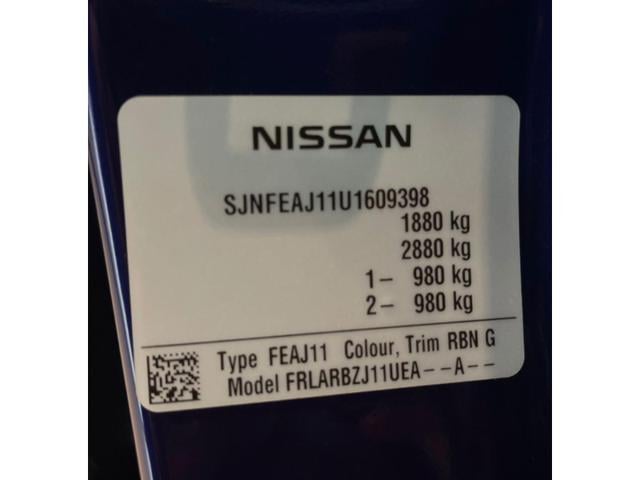 NISSAN
SJNFEAJ11U1609398
1880 kg
2880 kg
1- 980 kg
2- 980 kg
Type FEAJ11 Colour, Trim RBN G
Model FRLARBZJ11UEA--A--